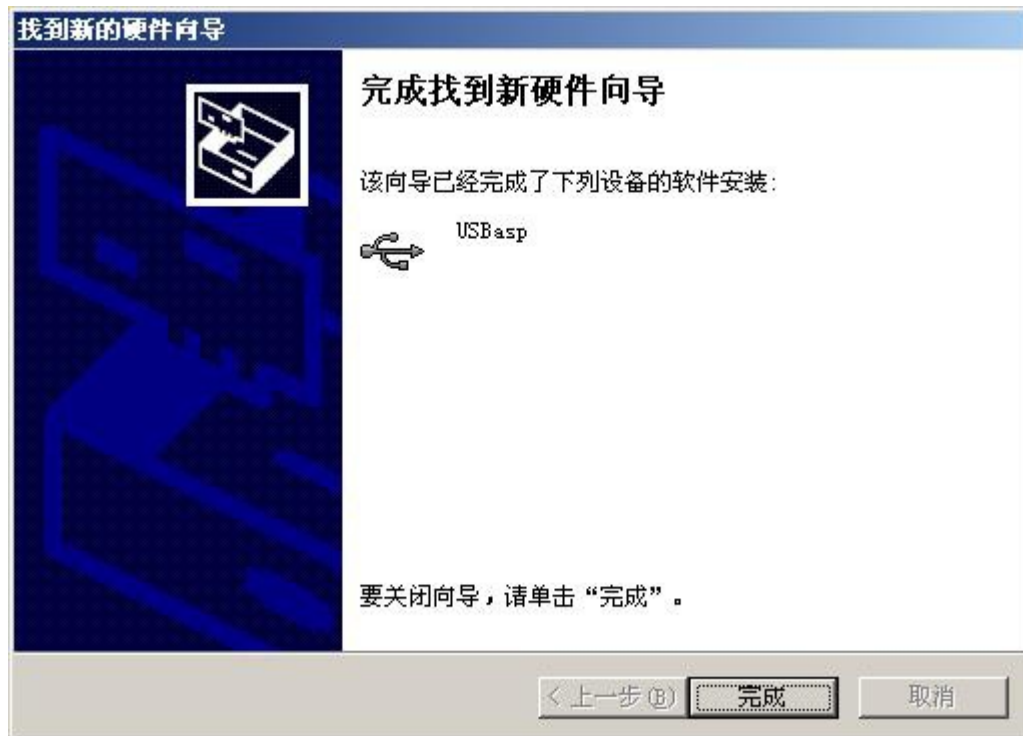 找到新的硬件向导
完成找到新硬件向导
该向导已经完成了下列设备的软件安装:
USBasp
要关闭向导，请单击“完成”。
< 上一步(B)
完成
取消